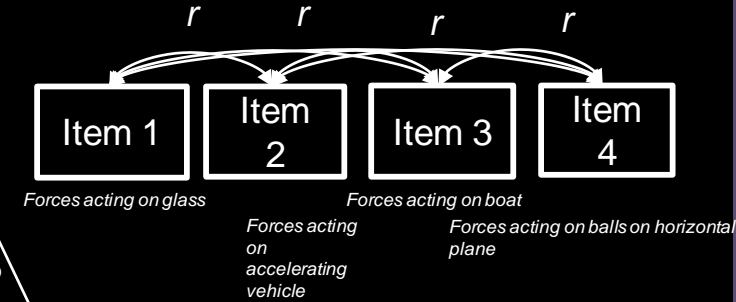 r r r r
Item 1
Item
2
Item 3
Item
4
Forces acting on glass
Forces acting
on
accelerating
vehicle
Forces acting on boat
Forces acting on balls on horizontal
plane